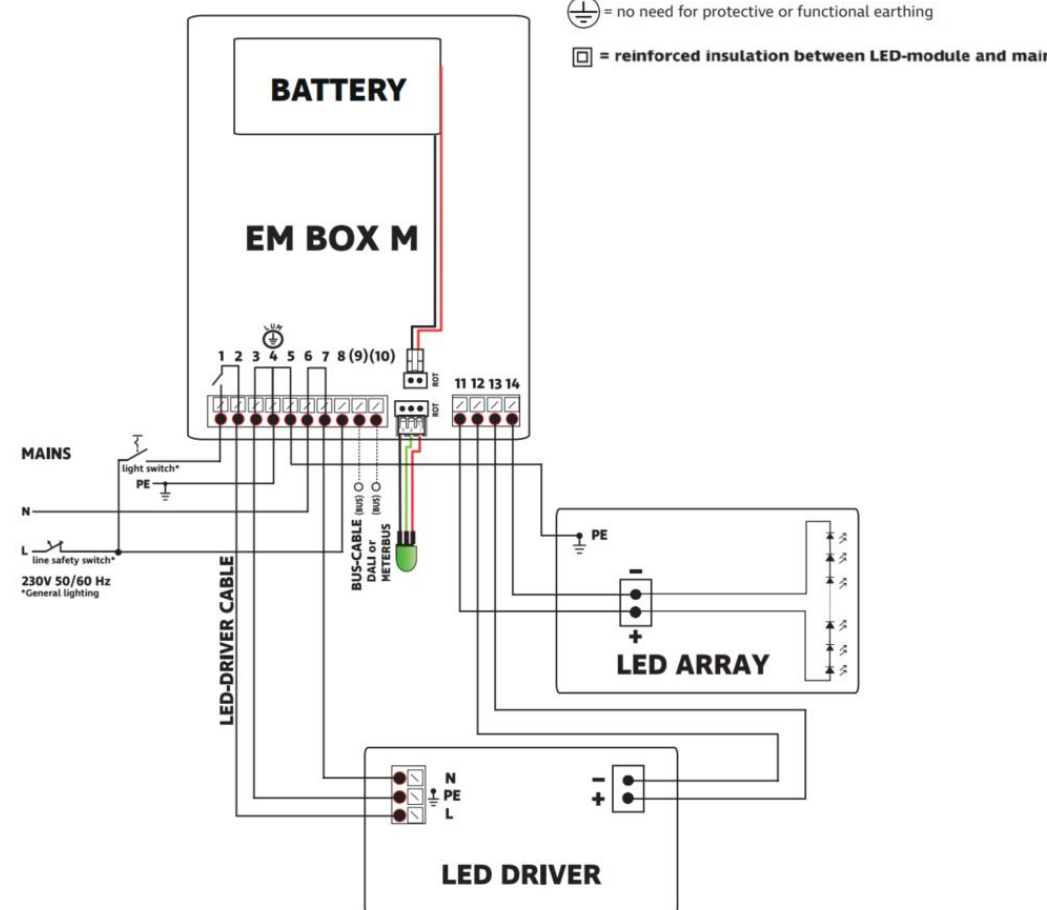 = no need for protective or functional earthing
= reinforced insulation between LED-module and
BATTERY
EM BOX M
LUM
1 2 3 4 5 6 7 8 (9) (10)
ROT
11 12 13 14
ROT
MAINS
light switch*
PE
N
L
line safety switch*
230V 50/60 Hz
*General lighting
LED-DRIVER CABLE
BUS-CABLE (BUS) (BUS)
DALI or
METERBUS
PE
-
+
LED ARRAY
N
PE
L
-
+
LED DRIVER